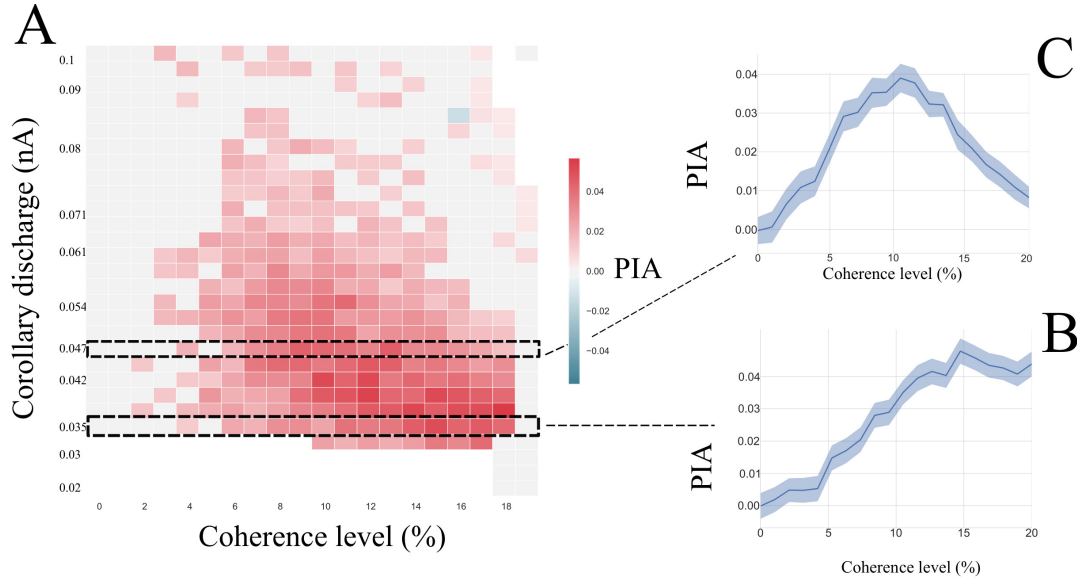 A
Corollary discharge (nA)
0.1
0.09
0.08
0.071
0.061
0.054
0.047
0.042
0.035
0.03
0.02
0 2 4 6 8 10 12 14 16 18
Coherence level (%)
0.04
0.02
0.00
−0.02
−0.04
PIA
C
PIA
0.04
0.03
0.02
0.01
0.00
0 5 10 15 20
Coherence level (%)
B
PIA
0.04
0.03
0.02
0.01
0.00
0 5 10 15 20
Coherence level (%)